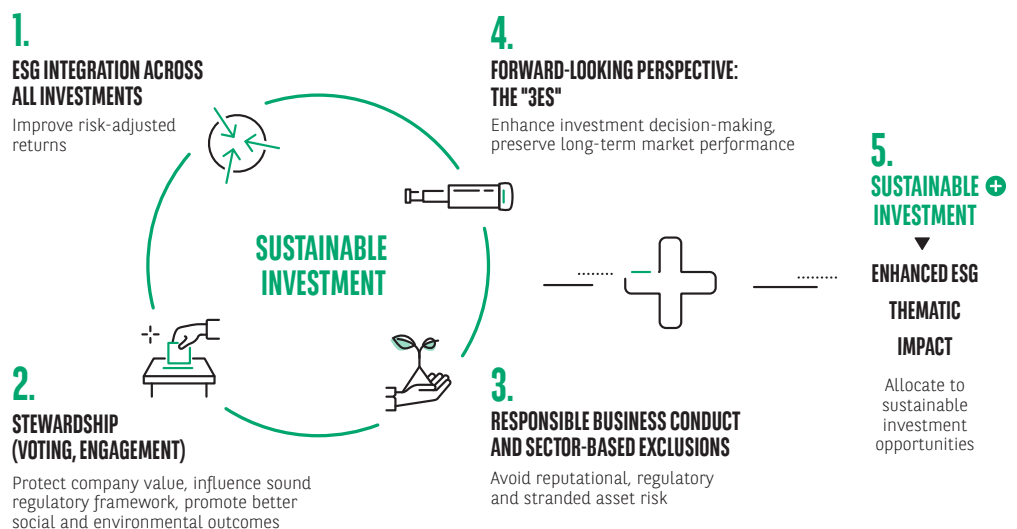 1.
ESG INTEGRATION ACROSS
ALL INVESTMENTS
Improve risk-adjusted
returns
2.
STEWARDSHIP
(VOTING, ENGAGEMENT)
Protect company value, influence sound
regulatory framework, promote better
social and environmental outcomes
SUSTAINABLE
INVESTMENT
3.
RESPONSIBLE BUSINESS CONDUCT
AND SECTOR-BASED EXCLUSIONS
Avoid reputational, regulatory
and stranded asset risk
4.
FORWARD-LOOKING PERSPECTIVE:
THE "3ES"
Enhance investment decision-making,
preserve long-term market performance
5.
SUSTAINABLE +
INVESTMENT
ENHANCED ESG
THEMATIC
IMPACT
Allocate to
sustainable
investment
opportunities